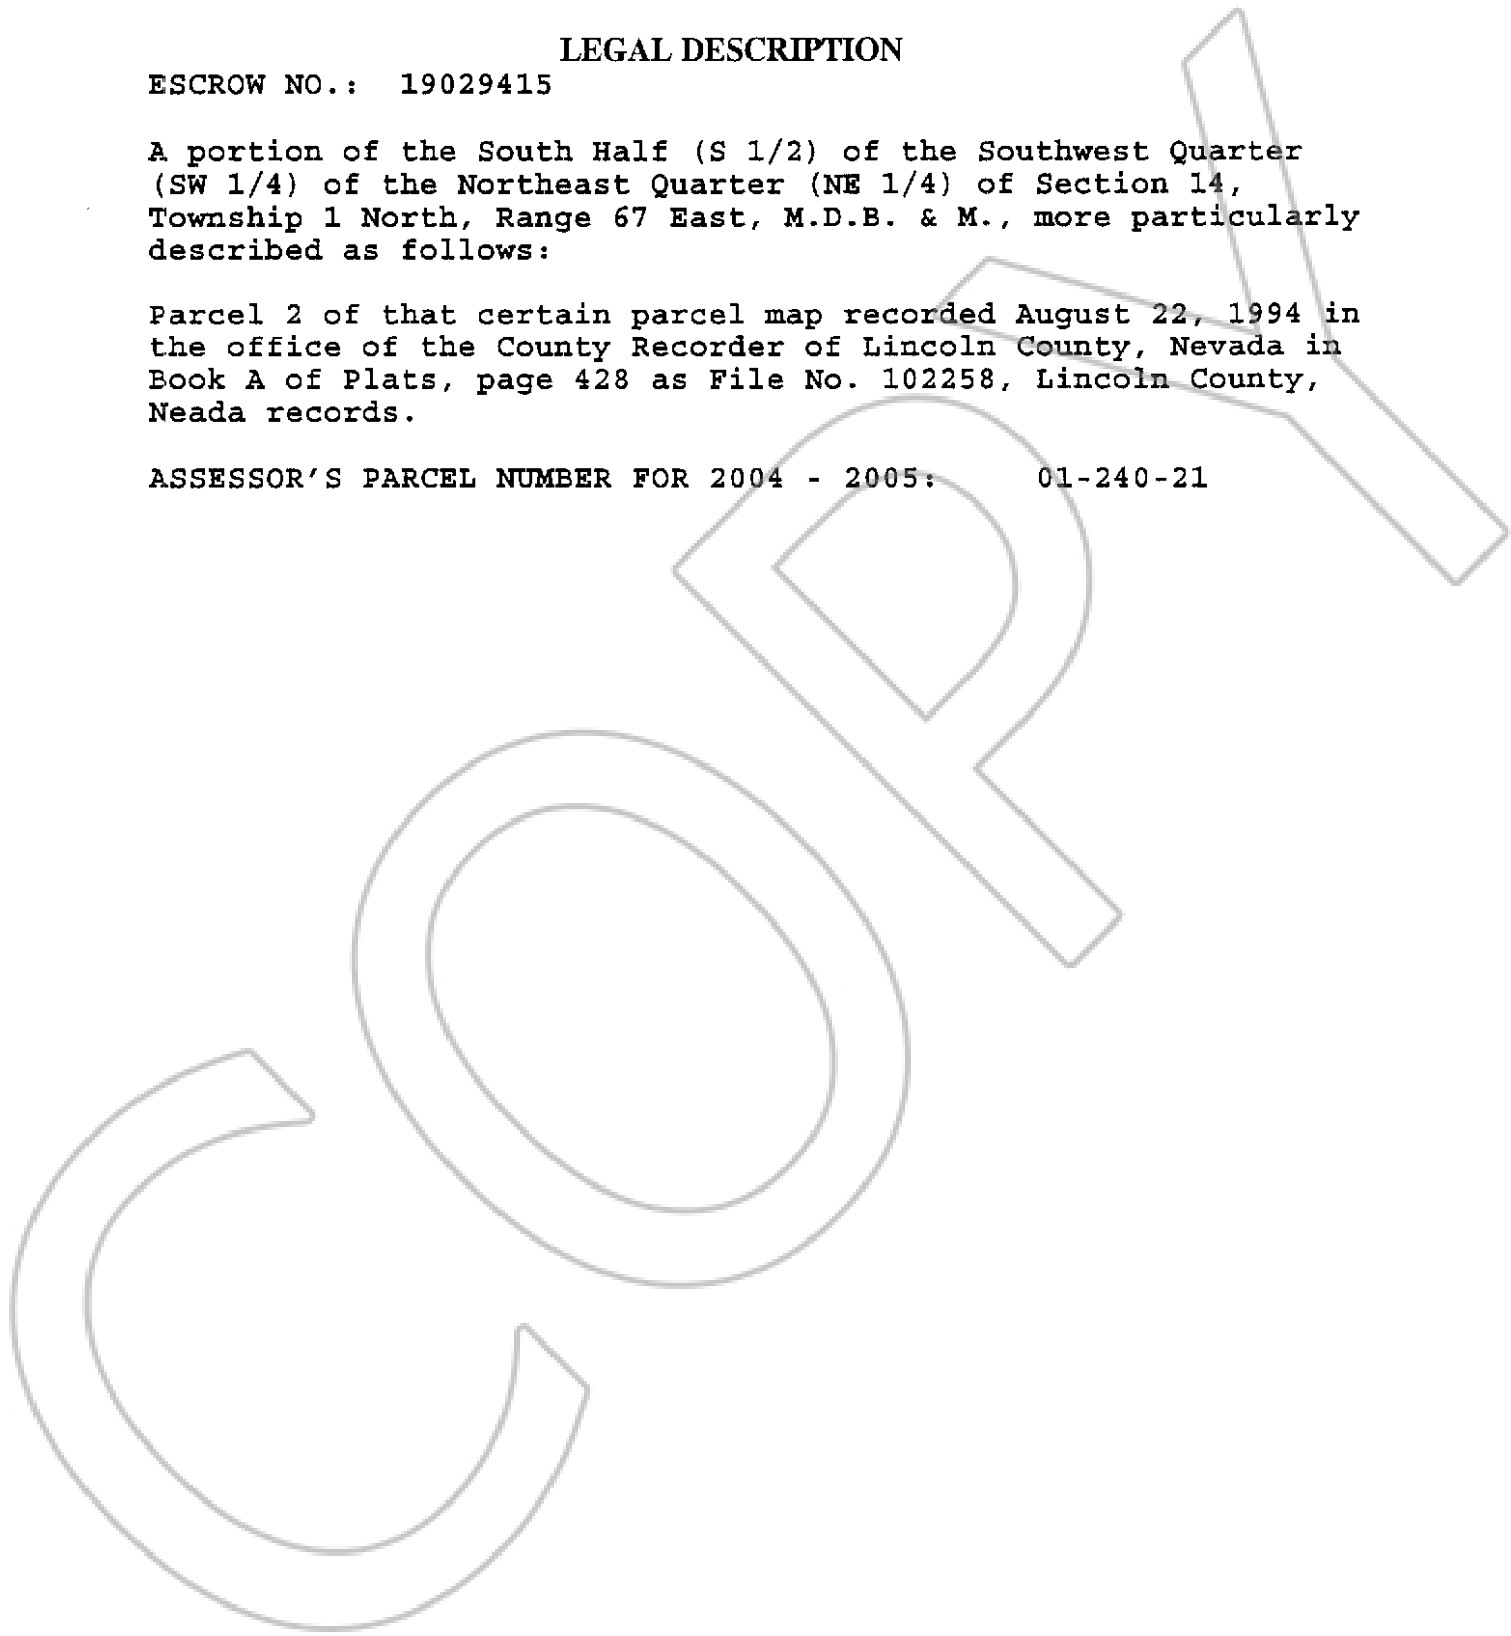 LEGAL DESCRIPTION
ESCROW NO.: 19029415
A portion of the South Half (S 1/2) of the Southwest Quarter
(SW 1/4) of the Northeast Quarter (NE 1/4) of Section 14,
Township 1 North, Range 67 East, M.D.B. & M., more particularly
described as follows:
Parcel 2 of that certain parcel map recorded August 22, 1994 in
the office of the County Recorder of Lincoln County, Nevada in
Book A of Plats, page 428 as File No. 102258, Lincoln County,
Neada records.
ASSESSOR'S PARCEL NUMBER FOR 2004 - 2005: 01-240-21
COPY